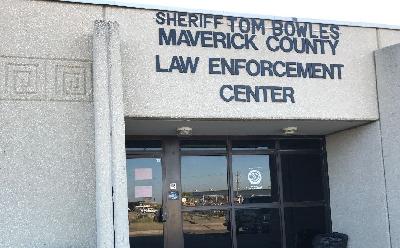 SHERIFF TOM BOWLES
MAVERICK COUNTY
LAW ENFORCEMENT
CENTER